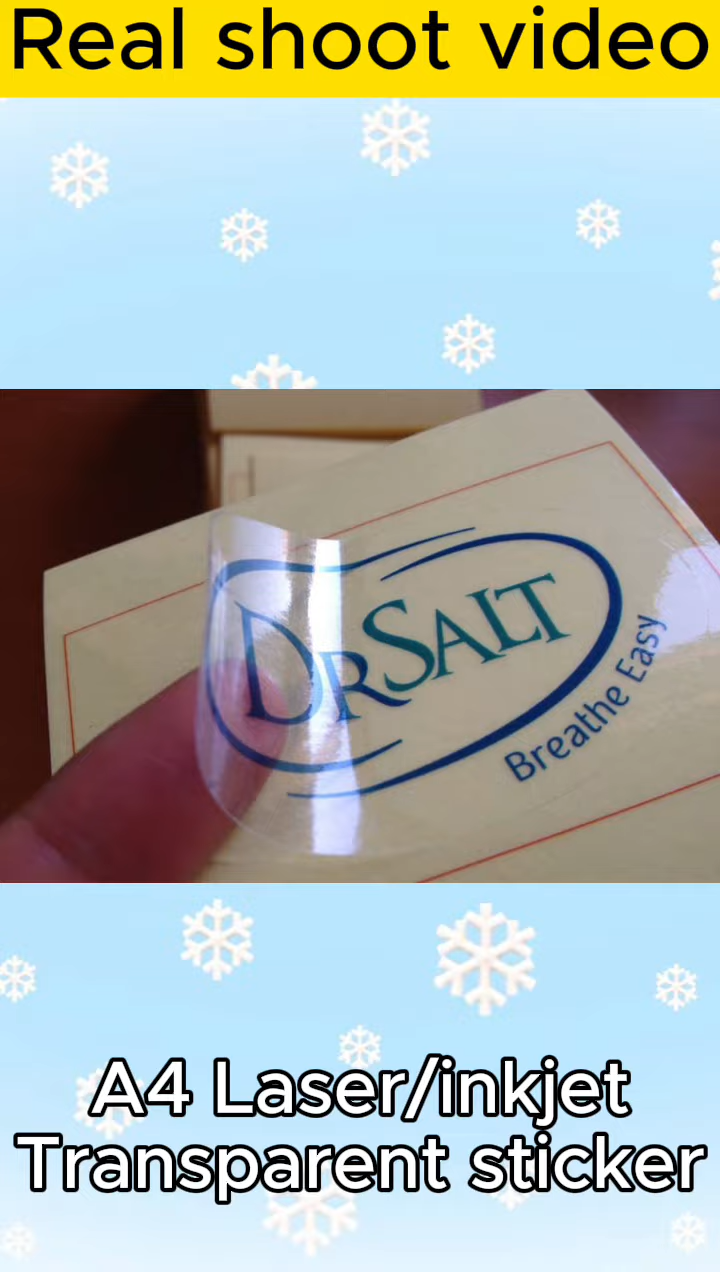 Real shoot video
DRSALT
Breathe Easy
A4 Laser/inkjet
Transparent sticker